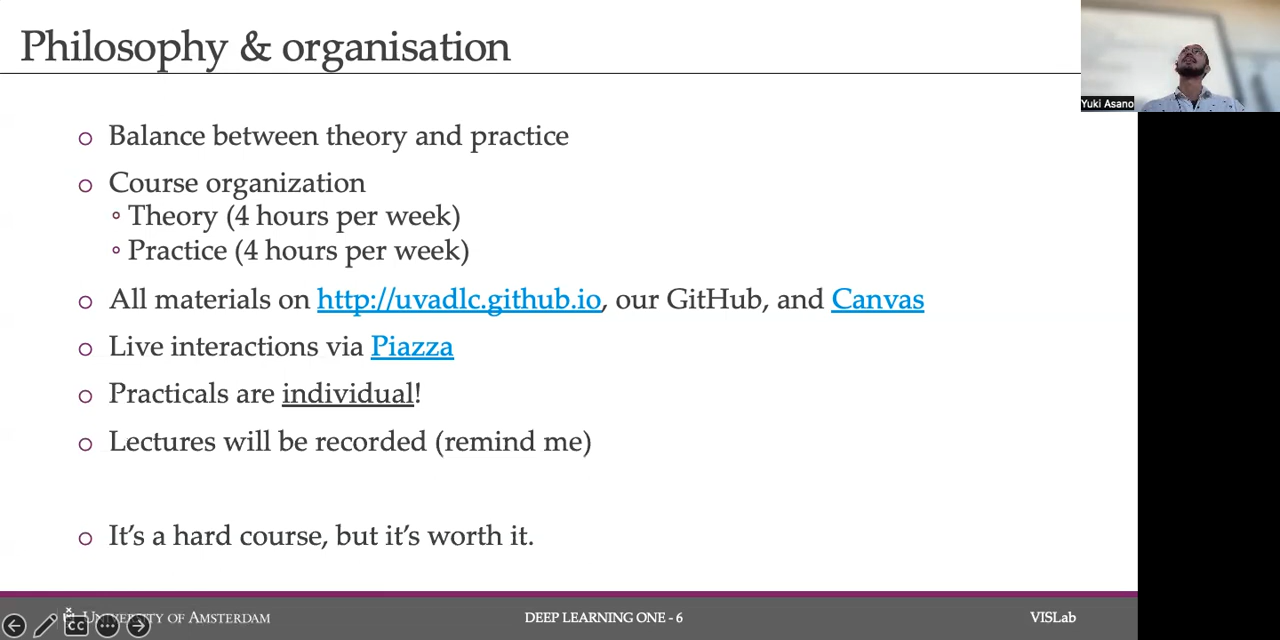 Philosophy & organisation
Yuki Asano
Balance between theory and practice
Course organization
Theory (4 hours per week)
Practice (4 hours per week)
All materials on http://uvadlc.github.io, our GitHub, and Canvas
Live interactions via Piazza
Practicals are individual!
Lectures will be recorded (remind me)
It's a hard course, but it's worth it.
CC
UNIVERSITY OF AMSTERDAM
DEEP LEARNING ONE - 6
VISLab